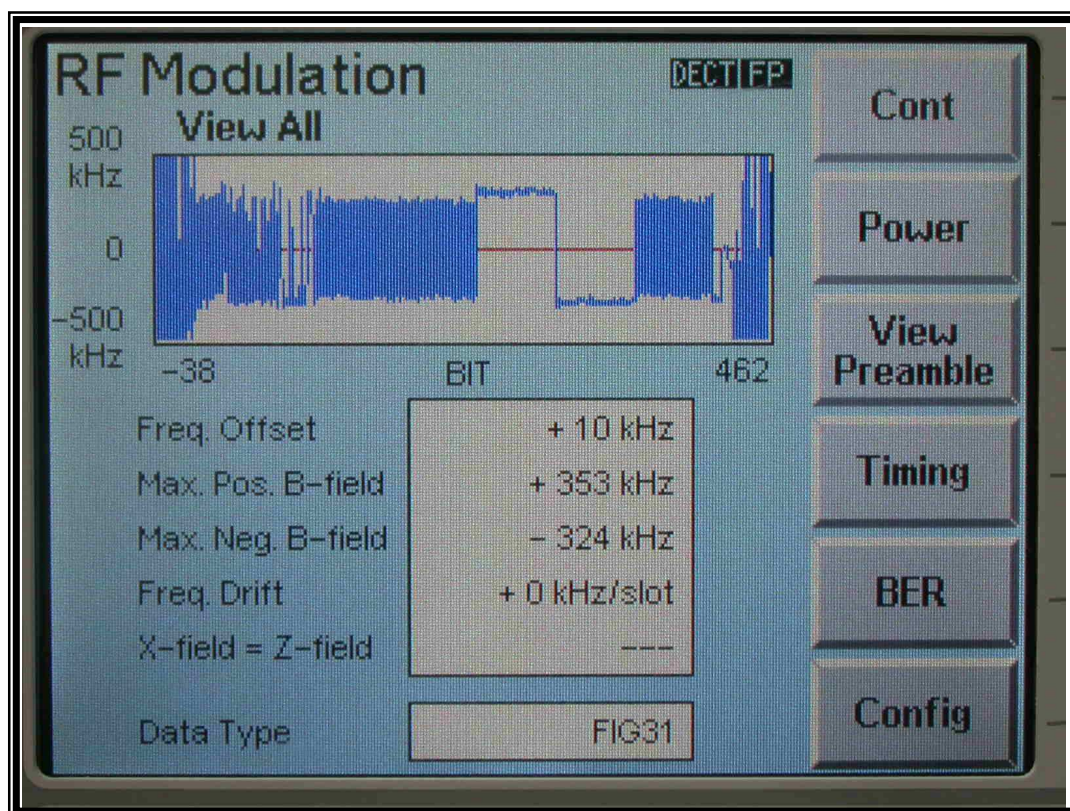 RF Modulation
DECT FP
View All
500
kHz
0
-500
kHz
-38
BIT
462
Freq. Offset
+ 10 kHz
Max. Pos. B-field
+ 353 kHz
Max. Neg. B-field
- 324 kHz
Freq. Drift
+ 0 kHz/slot
X-field = Z-field
---
Data Type
FIG31
Cont
Power
View
Preamble
Timing
BER
Config